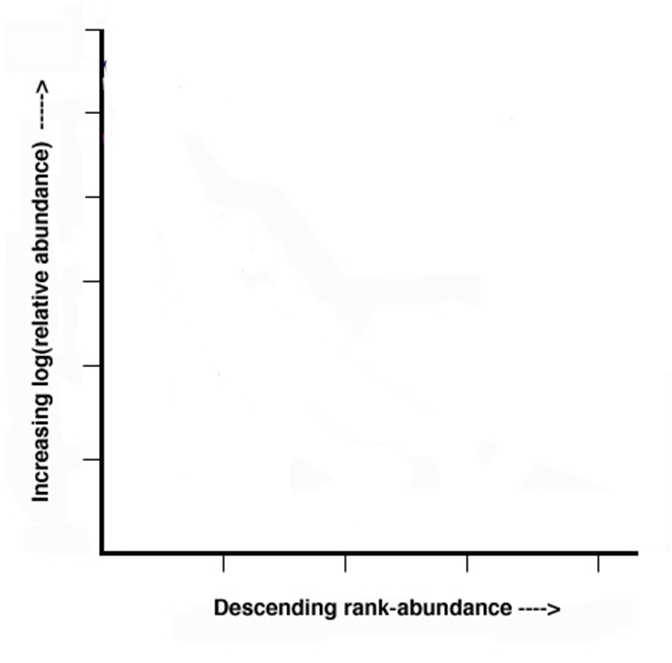 Increasing log(relative abundance) ----->
Descending rank-abundance ---->